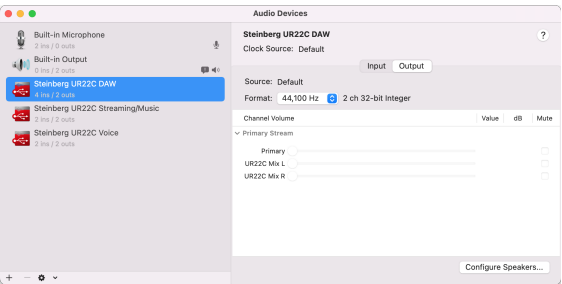 Audio Devices
Built-in Microphone
2 ins / 0 outs
Built-in Output
0 ins / 2 outs
Steinberg UR22C DAW
4 ins / 2 outs
Steinberg UR22C Streaming/Music
2 ins / 2 outs
Steinberg UR22C Voice
2 ins / 2 outs
Steinberg UR22C DAW
?
Clock Source: Default
Input Output
Source: Default
Format: 44,100 Hz 2 ch 32-bit Integer
Channel Volume Value dB Mute
Primary Stream
Primary
UR22C Mix L
UR22C Mix R
Configure Speakers...